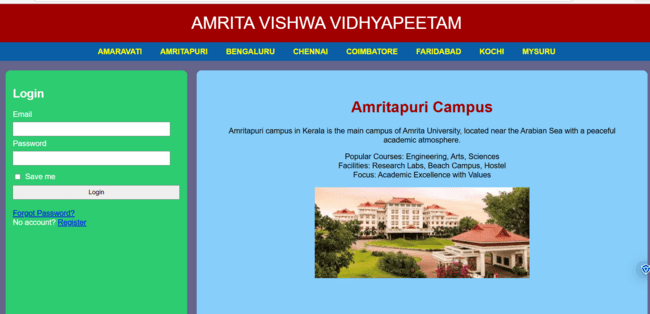 AMRITA VISHWA VIDHYAPEETAM
AMARAVATI AMRITAPURI BENGALURU CHENNAI COIMBATORE FARIDABAD KOCHI MYSURU
Login
Email
Password
Save me
Login
Forgot Password?
No account? Register
Amritapuri Campus
Amritapuri campus in Kerala is the main campus of Amrita University, located near the Arabian Sea with a peaceful
academic atmosphere.
Popular Courses: Engineering, Arts, Sciences
Facilities: Research Labs, Beach Campus, Hostel
Focus: Academic Excellence with Values